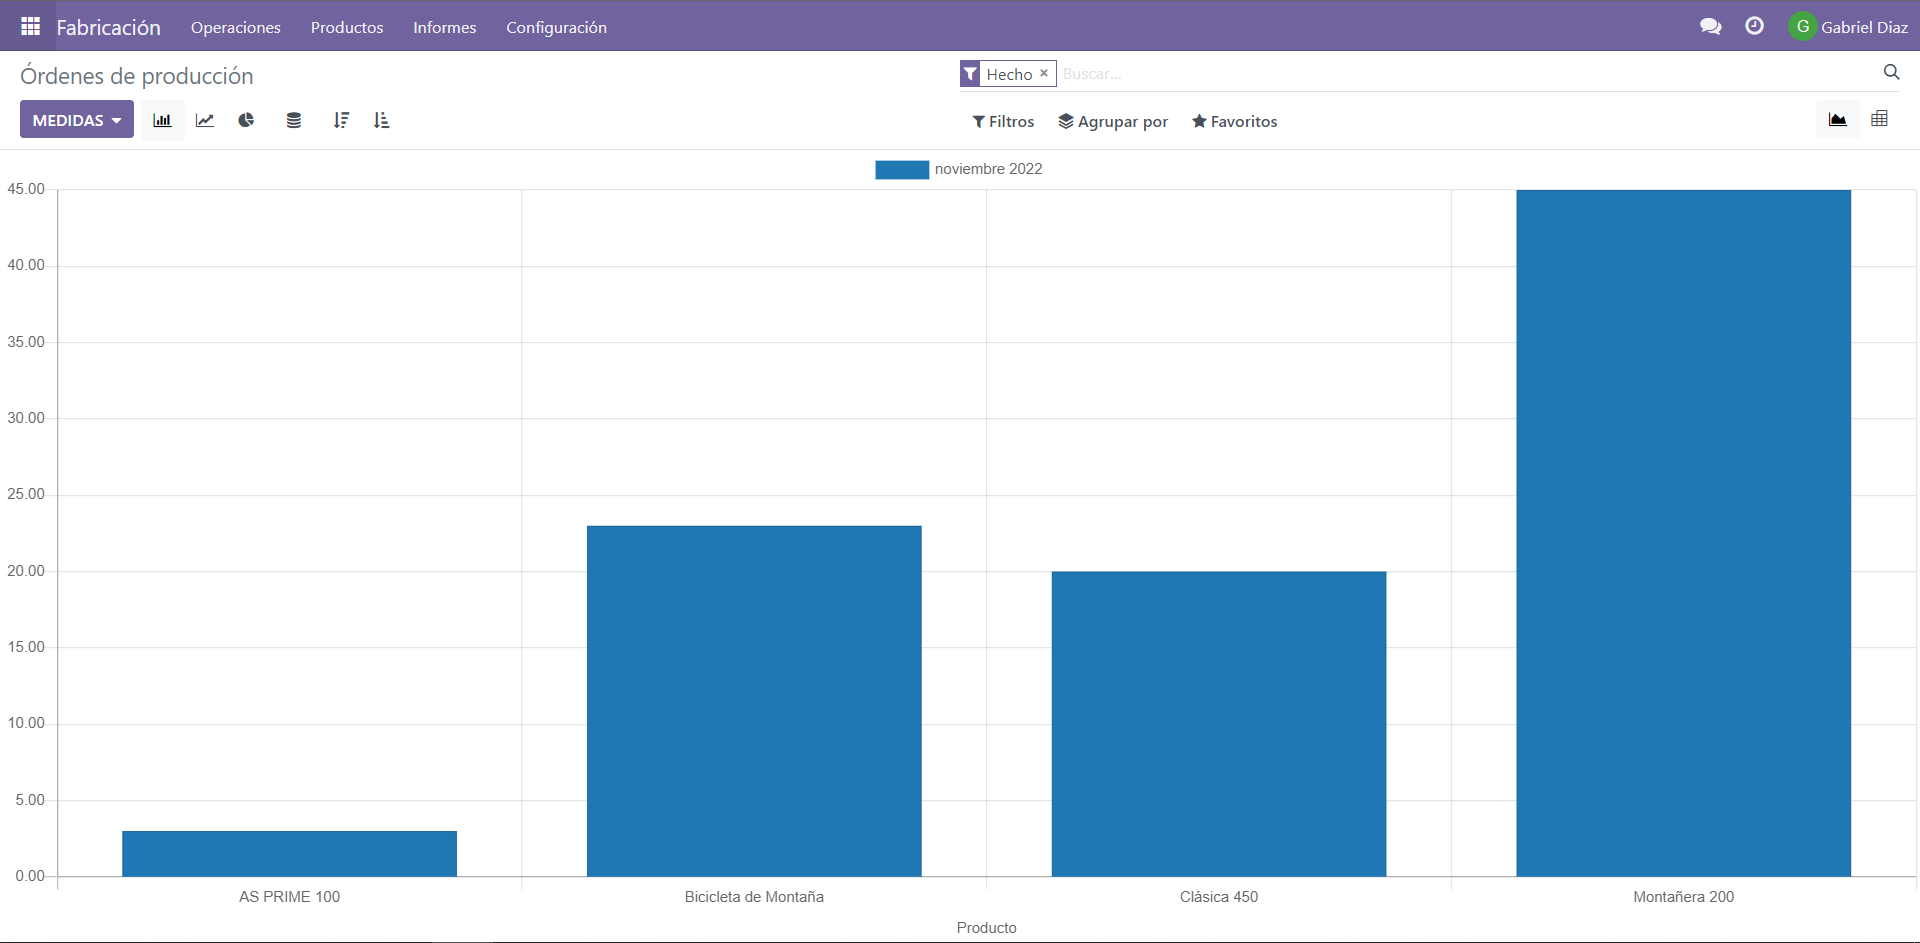 Fabricación Operaciones Productos Informes Configuración G Gabriel Diaz
Órdenes de producción
Hecho × Buscar...
MEDIDAS
Filtros Agrupar por Favoritos
noviembre 2022
45.00
40.00
35.00
30.00
25.00
20.00
15.00
10.00
5.00
0.00
AS PRIME 100 Bicicleta de Montaña Clásica 450 Montañera 200
Producto